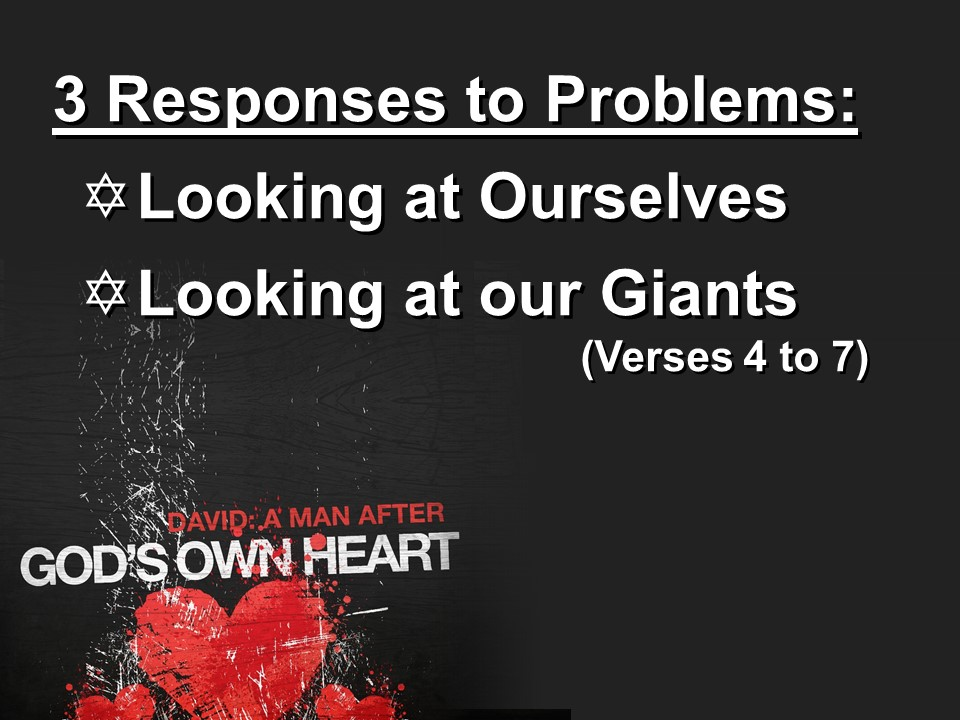 3 Responses to Problems:
✡ Looking at Ourselves
✡ Looking at our Giants
(Verses 4 to 7)
DAVID: A MAN AFTER
GOD'S OWN HEART